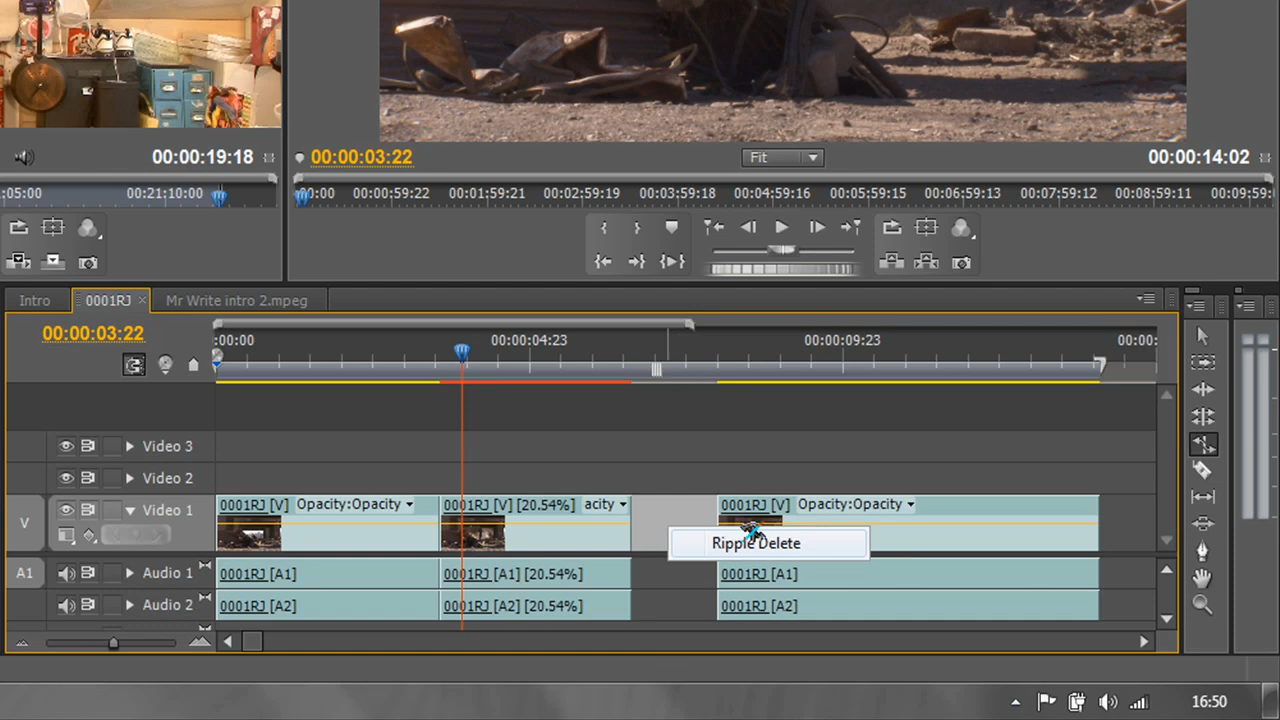 00:00:19:18
00:00:03:22
Fit
00:00:14:02
:05:00
00:21:10:00
00:00
00:00:59:22
00:01:59:21
00:02:59:19
00:03:59:18
00:04:59:16
00:05:59:15
00:06:59:13
00:07:59:12
00:08:59:11
00:09:59:
Intro
0001RJ
Mr Write intro 2.mpeg
00:00:03:22
:00:00
00:00:04:23
00:00:09:23
00:00:
Video 3
Video 2
V
Video 1
0001RJ [V] Opacity:Opacity
0001RJ [V] [20.54%] acity
0001RJ [V] Opacity:Opacity
Ripple Delete
A1
Audio 1
0001RJ [A1]
0001RJ [A1] [20.54%]
0001RJ [A1]
Audio 2
0001RJ [A2]
0001RJ [A2] [20.54%]
0001RJ [A2]
16:50